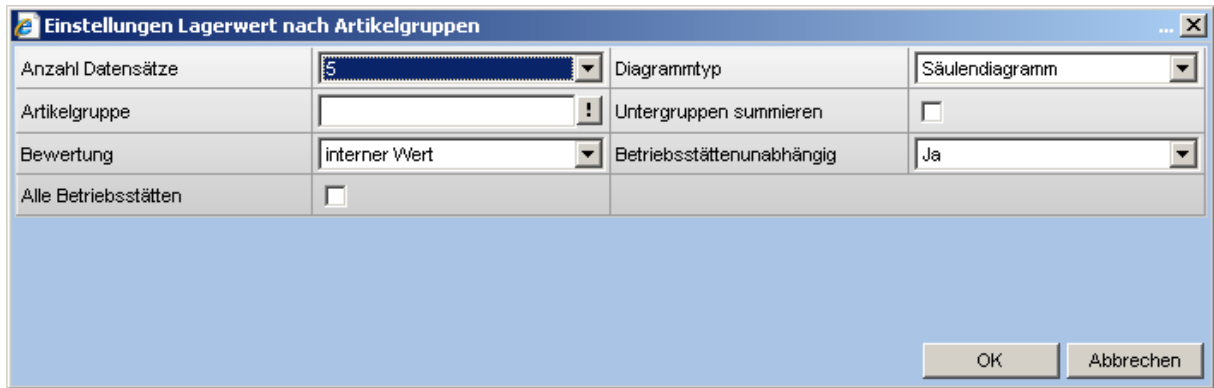 Einstellungen Lagerwert nach Artikelgruppen ...
Anzahl Datensätze 5 Diagrammtyp Säulendiagramm
Artikelgruppe ! Untergruppen summieren
Bewertung interner Wert Betriebsstättenunabhängig Ja
Alle Betriebsstätten
OK Abbrechen